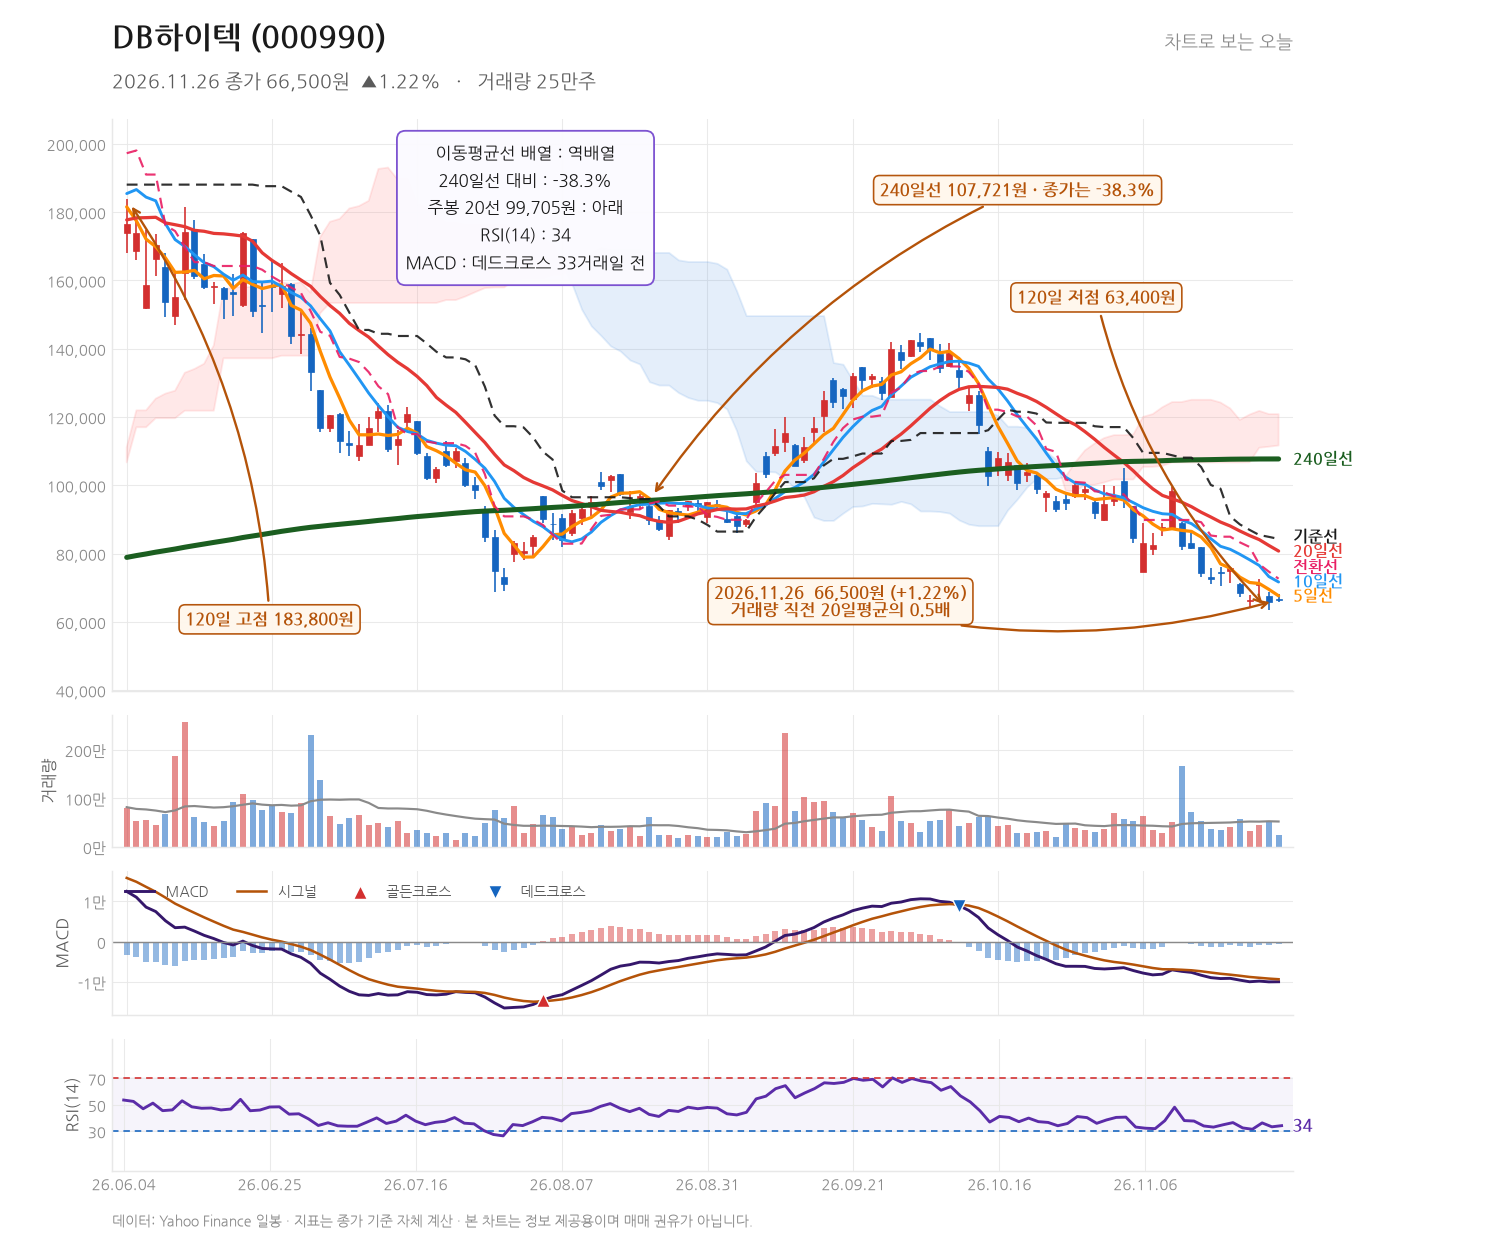 DB하이텍 (000990)
차트로 보는 오늘
2026.11.26 종가 66,500원 ▲1.22% · 거래량 25만주
200,000
180,000
160,000
140,000
120,000
100,000
80,000
60,000
40,000
이동평균선 배열 : 역배열
240일선 대비 : -38.3%
주봉 20선 99,705원 : 아래
RSI(14) : 34
MACD : 데드크로스 33거래일 전
240일선 107,721원 · 종가는 -38.3%
120일 저점 63,400원
120일 고점 183,800원
2026.11.26 66,500원 (+1.22%)
거래량 직전 20일평균의 0.5배
240일선
기준선
20일선
전환선
10일선
5일선
거래량
200만
100만
0만
MACD
1만
0
-1만
MACD
시그널
▲ 골든크로스
▼ 데드크로스
RSI(14)
70
50
30
34
26.06.04
26.06.25
26.07.16
26.08.07
26.08.31
26.09.21
26.10.16
26.11.06
데이터: Yahoo Finance 일봉 · 지표는 종가 기준 자체 계산 · 본 차트는 정보 제공용이며 매매 권유가 아닙니다.